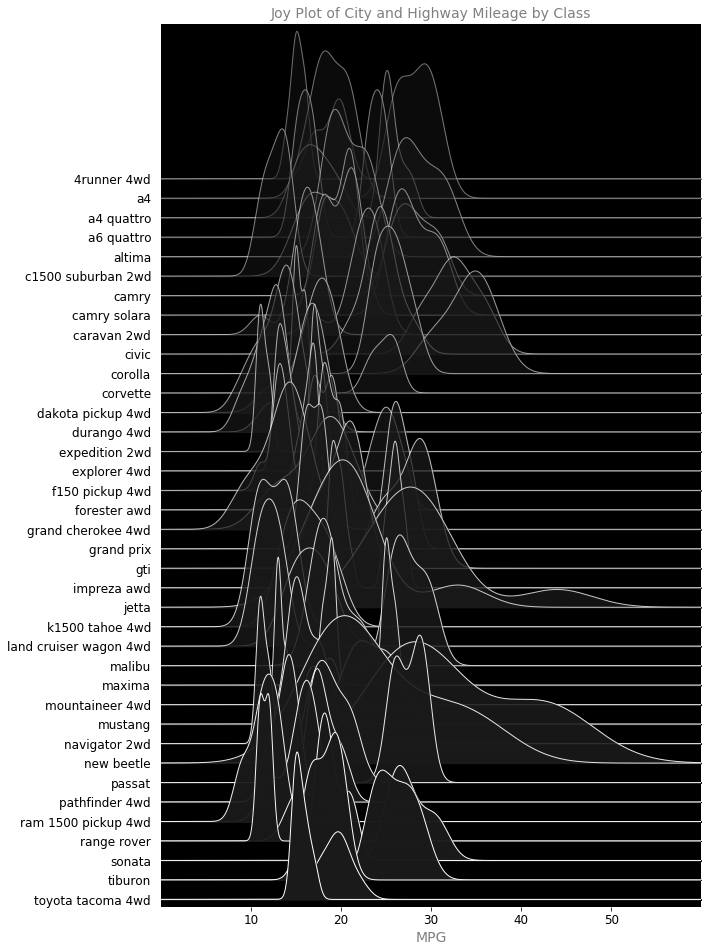 Joy Plot of City and Highway Mileage by Class
4runner 4wd
a4
a4 quattro
a6 quattro
altima
c1500 suburban 2wd
camry
camry solara
caravan 2wd
civic
corolla
corvette
dakota pickup 4wd
durango 4wd
expedition 2wd
explorer 4wd
f150 pickup 4wd
forester awd
grand cherokee 4wd
grand prix
gti
impreza awd
jetta
k1500 tahoe 4wd
land cruiser wagon 4wd
malibu
maxima
mountaineer 4wd
mustang
navigator 2wd
new beetle
passat
pathfinder 4wd
ram 1500 pickup 4wd
range rover
sonata
tiburon
toyota tacoma 4wd
10 20 30 40 50
MPG